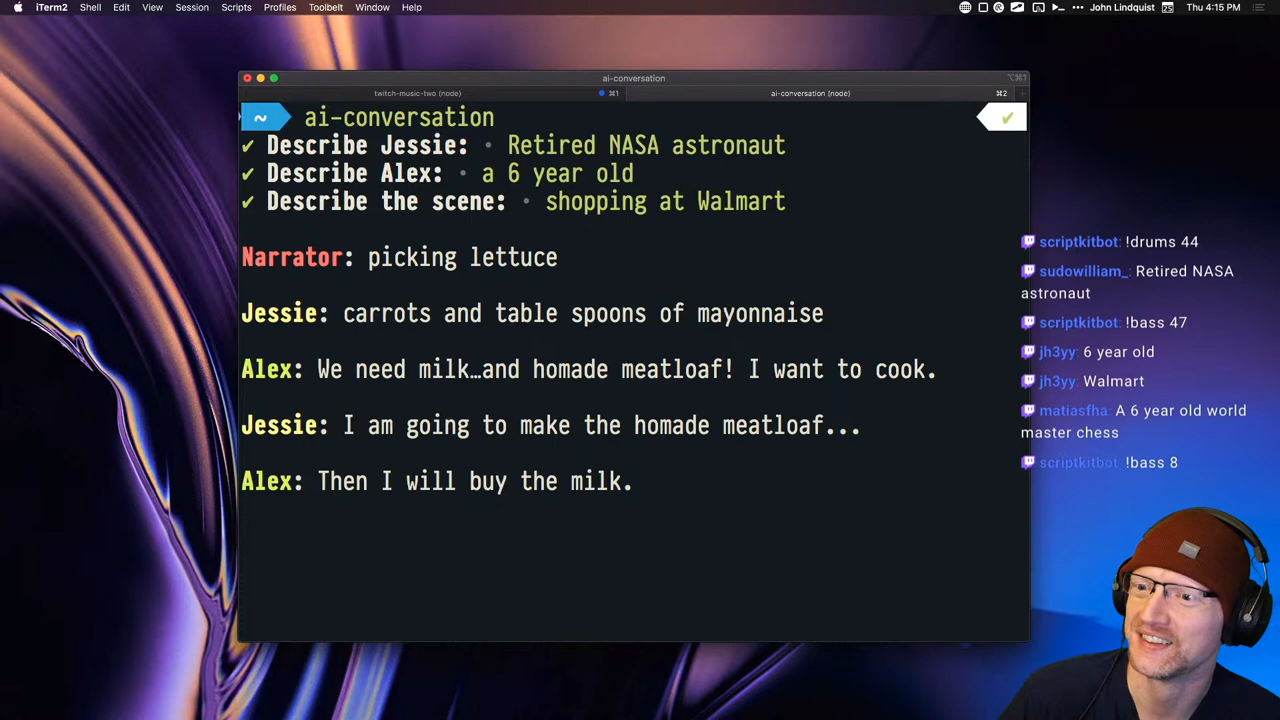 iTerm2 Shell Edit View Session Scripts Profiles Toolbelt Window Help John Lindquist 25 Thu 4:15 PM
ai-conversation ⌥⌘1
twitch-music-two (node) ⌘1 ai-conversation (node) ⌘2
~ ai-conversation ✔
✔ Describe Jessie: · Retired NASA astronaut
✔ Describe Alex: · a 6 year old
✔ Describe the scene: · shopping at Walmart
Narrator: picking lettuce
Jessie: carrots and table spoons of mayonnaise
Alex: We need milk…and homade meatloaf! I want to cook.
Jessie: I am going to make the homade meatloaf...
Alex: Then I will buy the milk.
scriptkitbot: !drums 44
sudowilliam_: Retired NASA
astronaut
scriptkitbot: !bass 47
jh3yy: 6 year old
jh3yy: Walmart
matiasfha: A 6 year old world
master chess
scriptkitbot: !bass 8